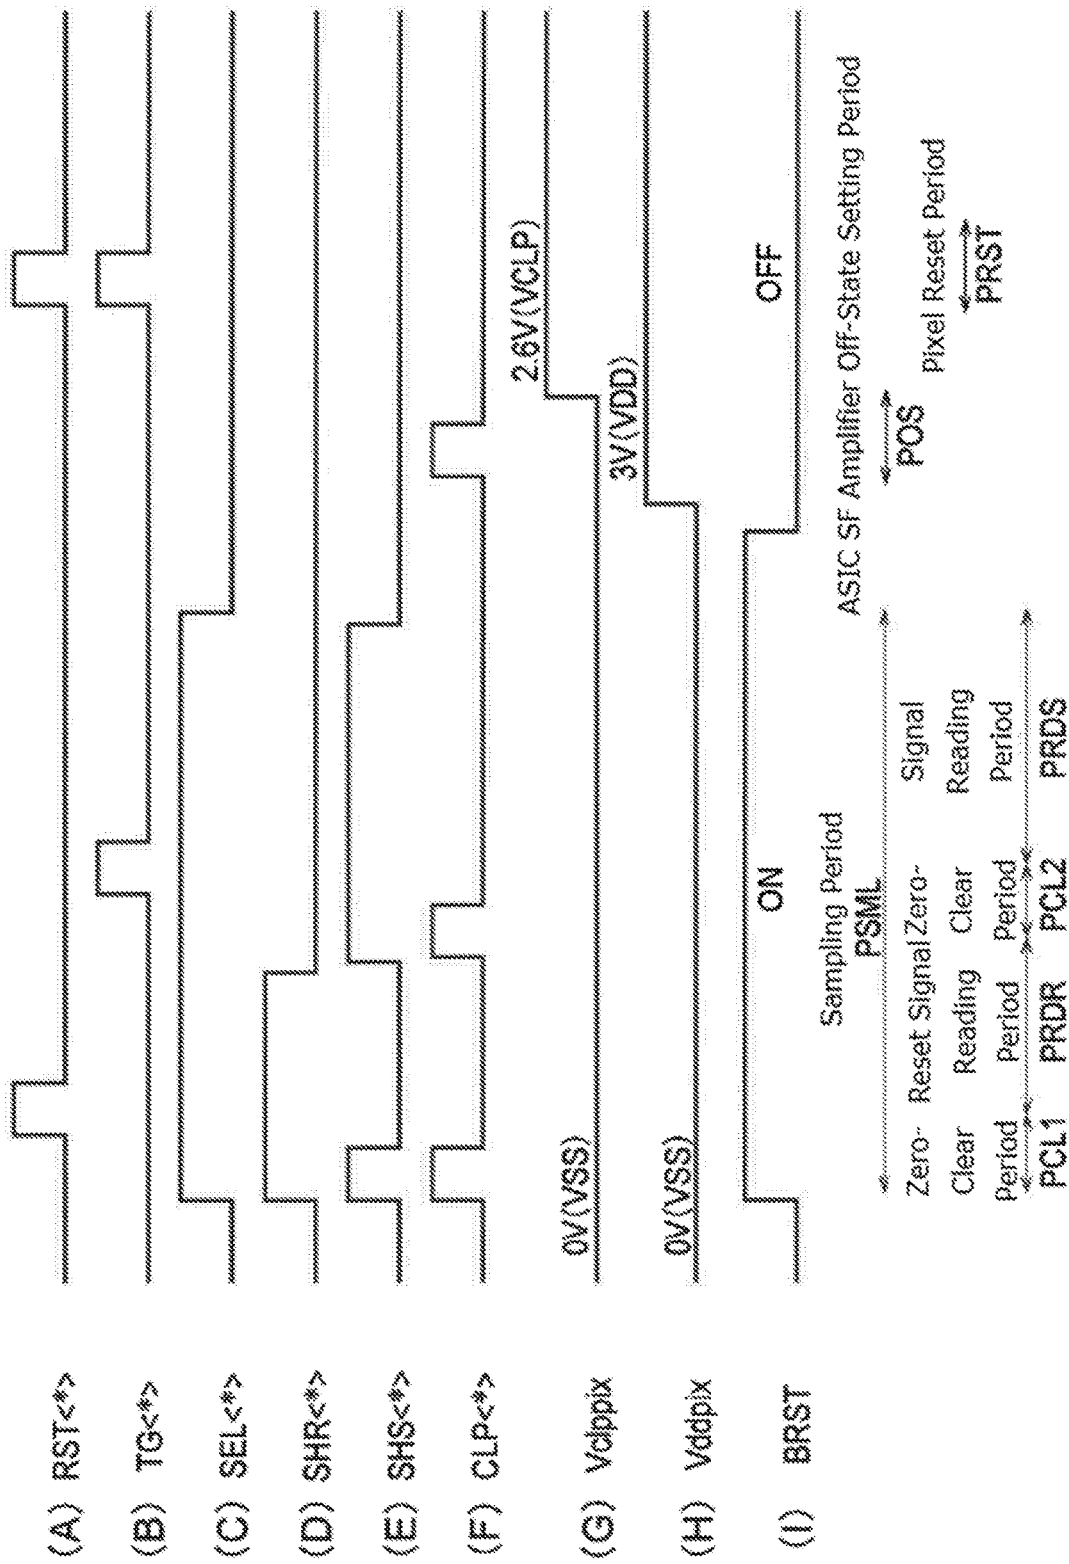 (A) RST<*>
(B) TG<*>
(C) SEL<*>
(D) SHR<*>
(E) SHS<*>
(F) CLP<*>
(G) Vclppix
0V(VSS)
2.6V(VCLP)
(H) Vddpix
0V(VSS)
3V(VDD)
(I) BRST
ON
OFF
Sampling Period
PSML
ASIC SF Amplifier Off-State Setting Period
POS
Pixel Reset Period
PRST
Zero-
Clear
Period
PCL1
Reset Signal
Reading
Period
PRDR
Zero-
Clear
Period
PCL2
Signal
Reading
Period
PRDS